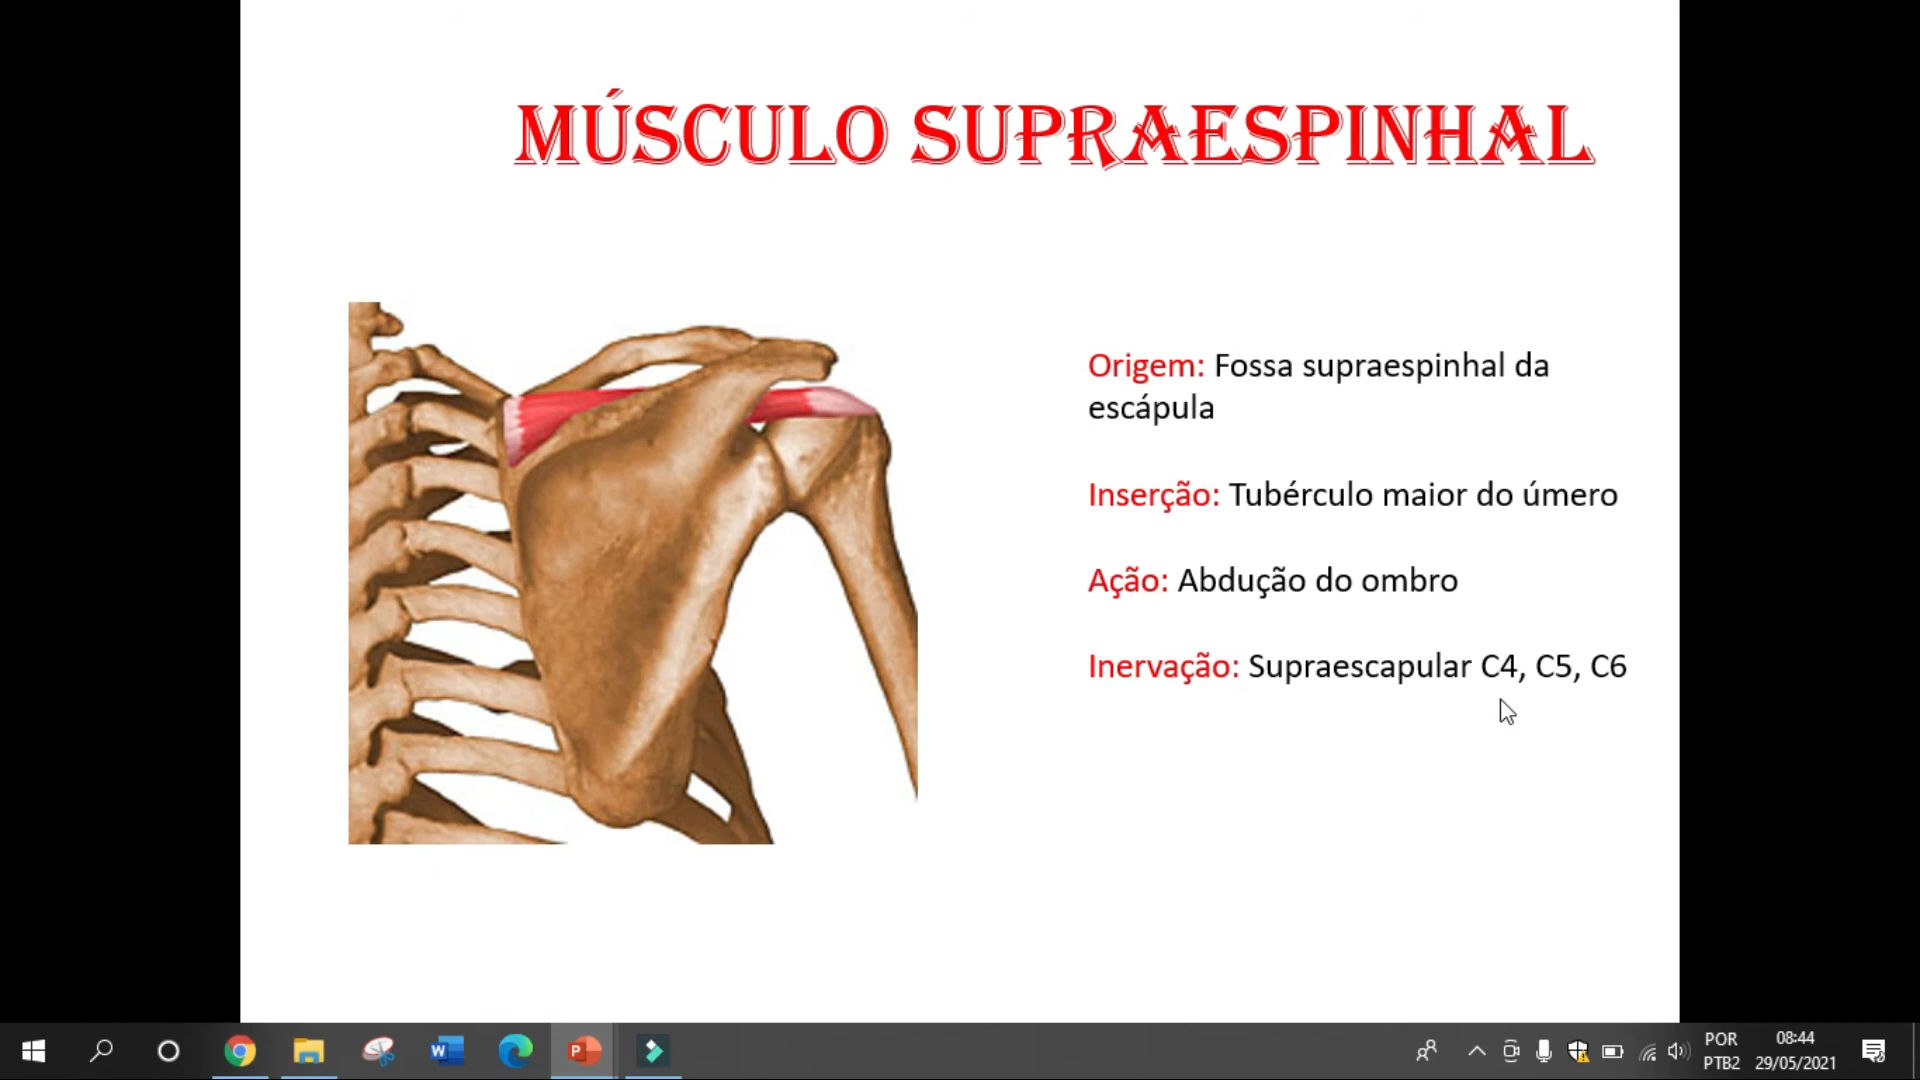 MÚSCULO SUPRAESPINHAL
Origem: Fossa supraespinhal da
escápula
Inserção: Tubérculo maior do úmero
Ação: Abdução do ombro
Inervação: Supraescapular C4, C5, C6
POR
PTB2
08:44
29/05/2021